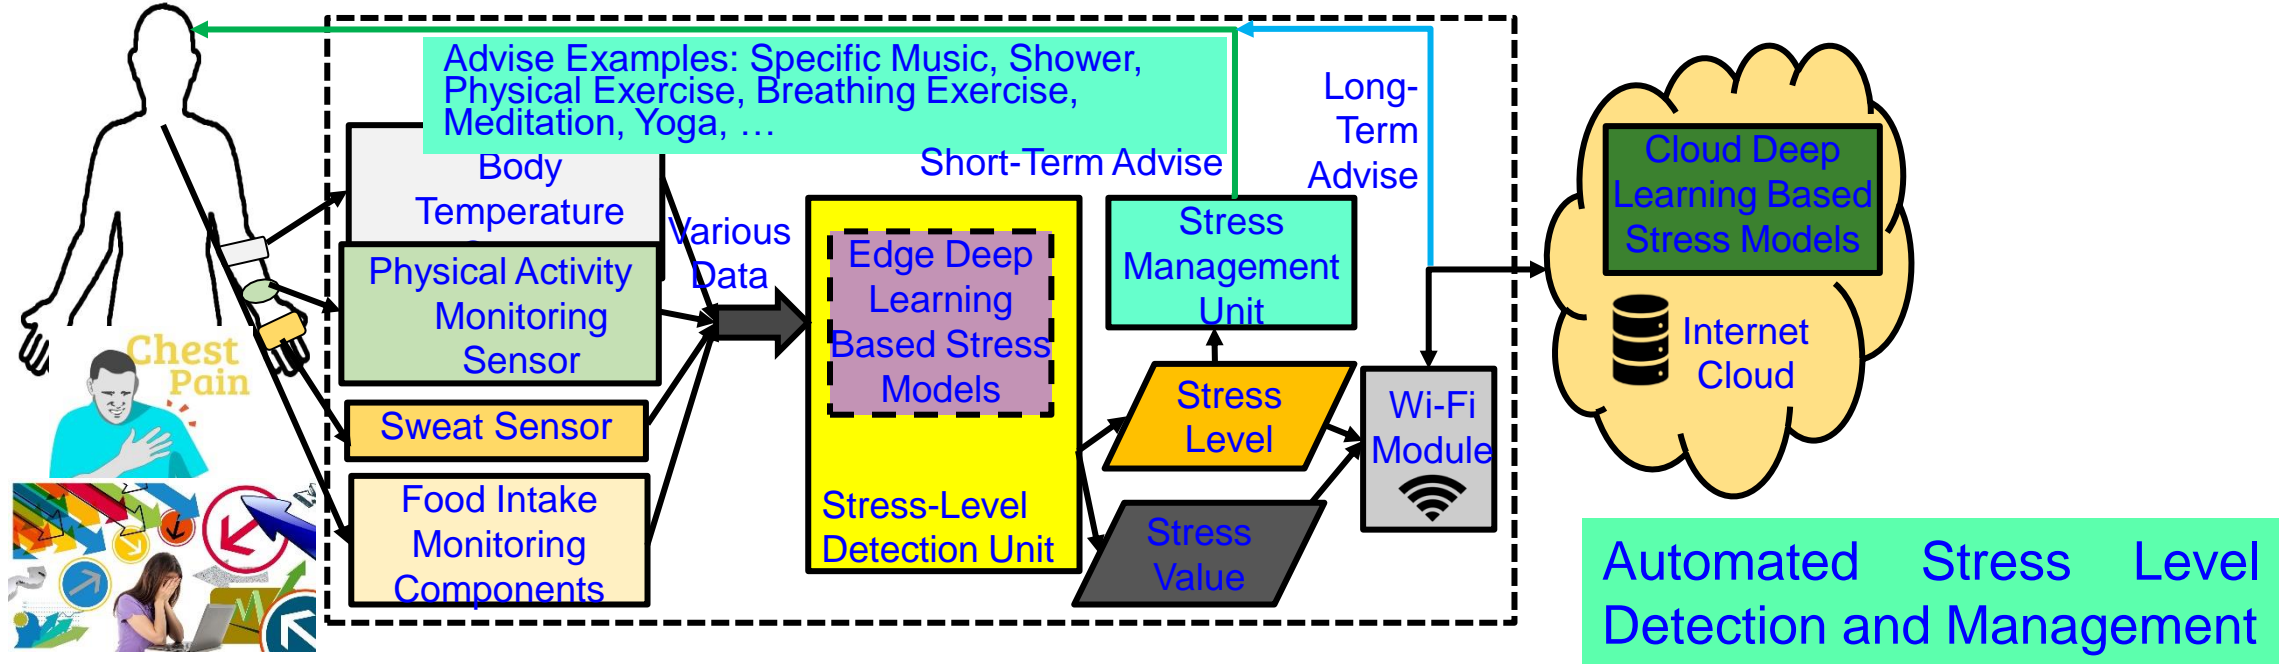 Advise Examples: Specific Music, Shower,
Physical Exercise, Breathing Exercise,
Meditation, Yoga, …
Long-
Term
Advise
Short-Term Advise
Body
Temperature
Various
Data
Physical Activity
Monitoring
Sensor
Sweat Sensor
Food Intake
Monitoring
Components
Chest
Pain
Edge Deep
Learning
Based Stress
Models
Stress-Level
Detection Unit
Stress
Management
Unit
Stress
Level
Stress
Value
Wi-Fi
Module
Cloud Deep
Learning Based
Stress Models
Internet
Cloud
Automated Stress Level
Detection and Management